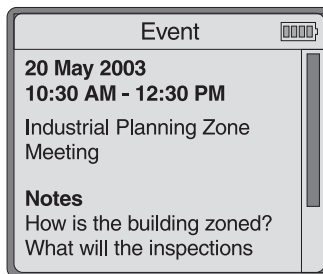 Event
20 May 2003
10:30 AM - 12:30 PM
Industrial Planning Zone
Meeting
Notes
How is the building zoned?
What will the inspections